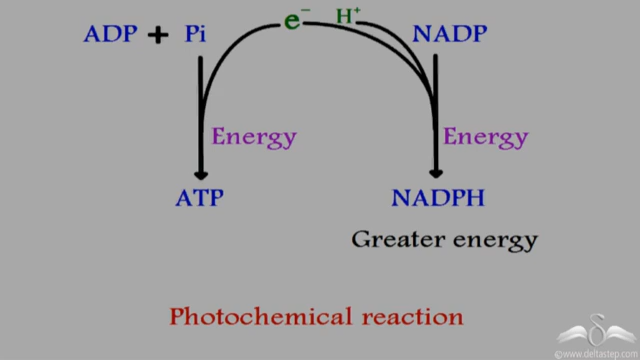 ADP + Pi e⁻ H⁺ NADP
Energy Energy
ATP NADPH
Greater energy
Photochemical reaction
©www.deltastep.com